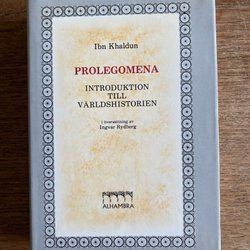 Ibn Khaldun
PROLEGOMENA
INTRODUKTION
TILL
VÄRLDSHISTORIEN
i översättning av
Ingvar Rydberg
ALHAMBRA